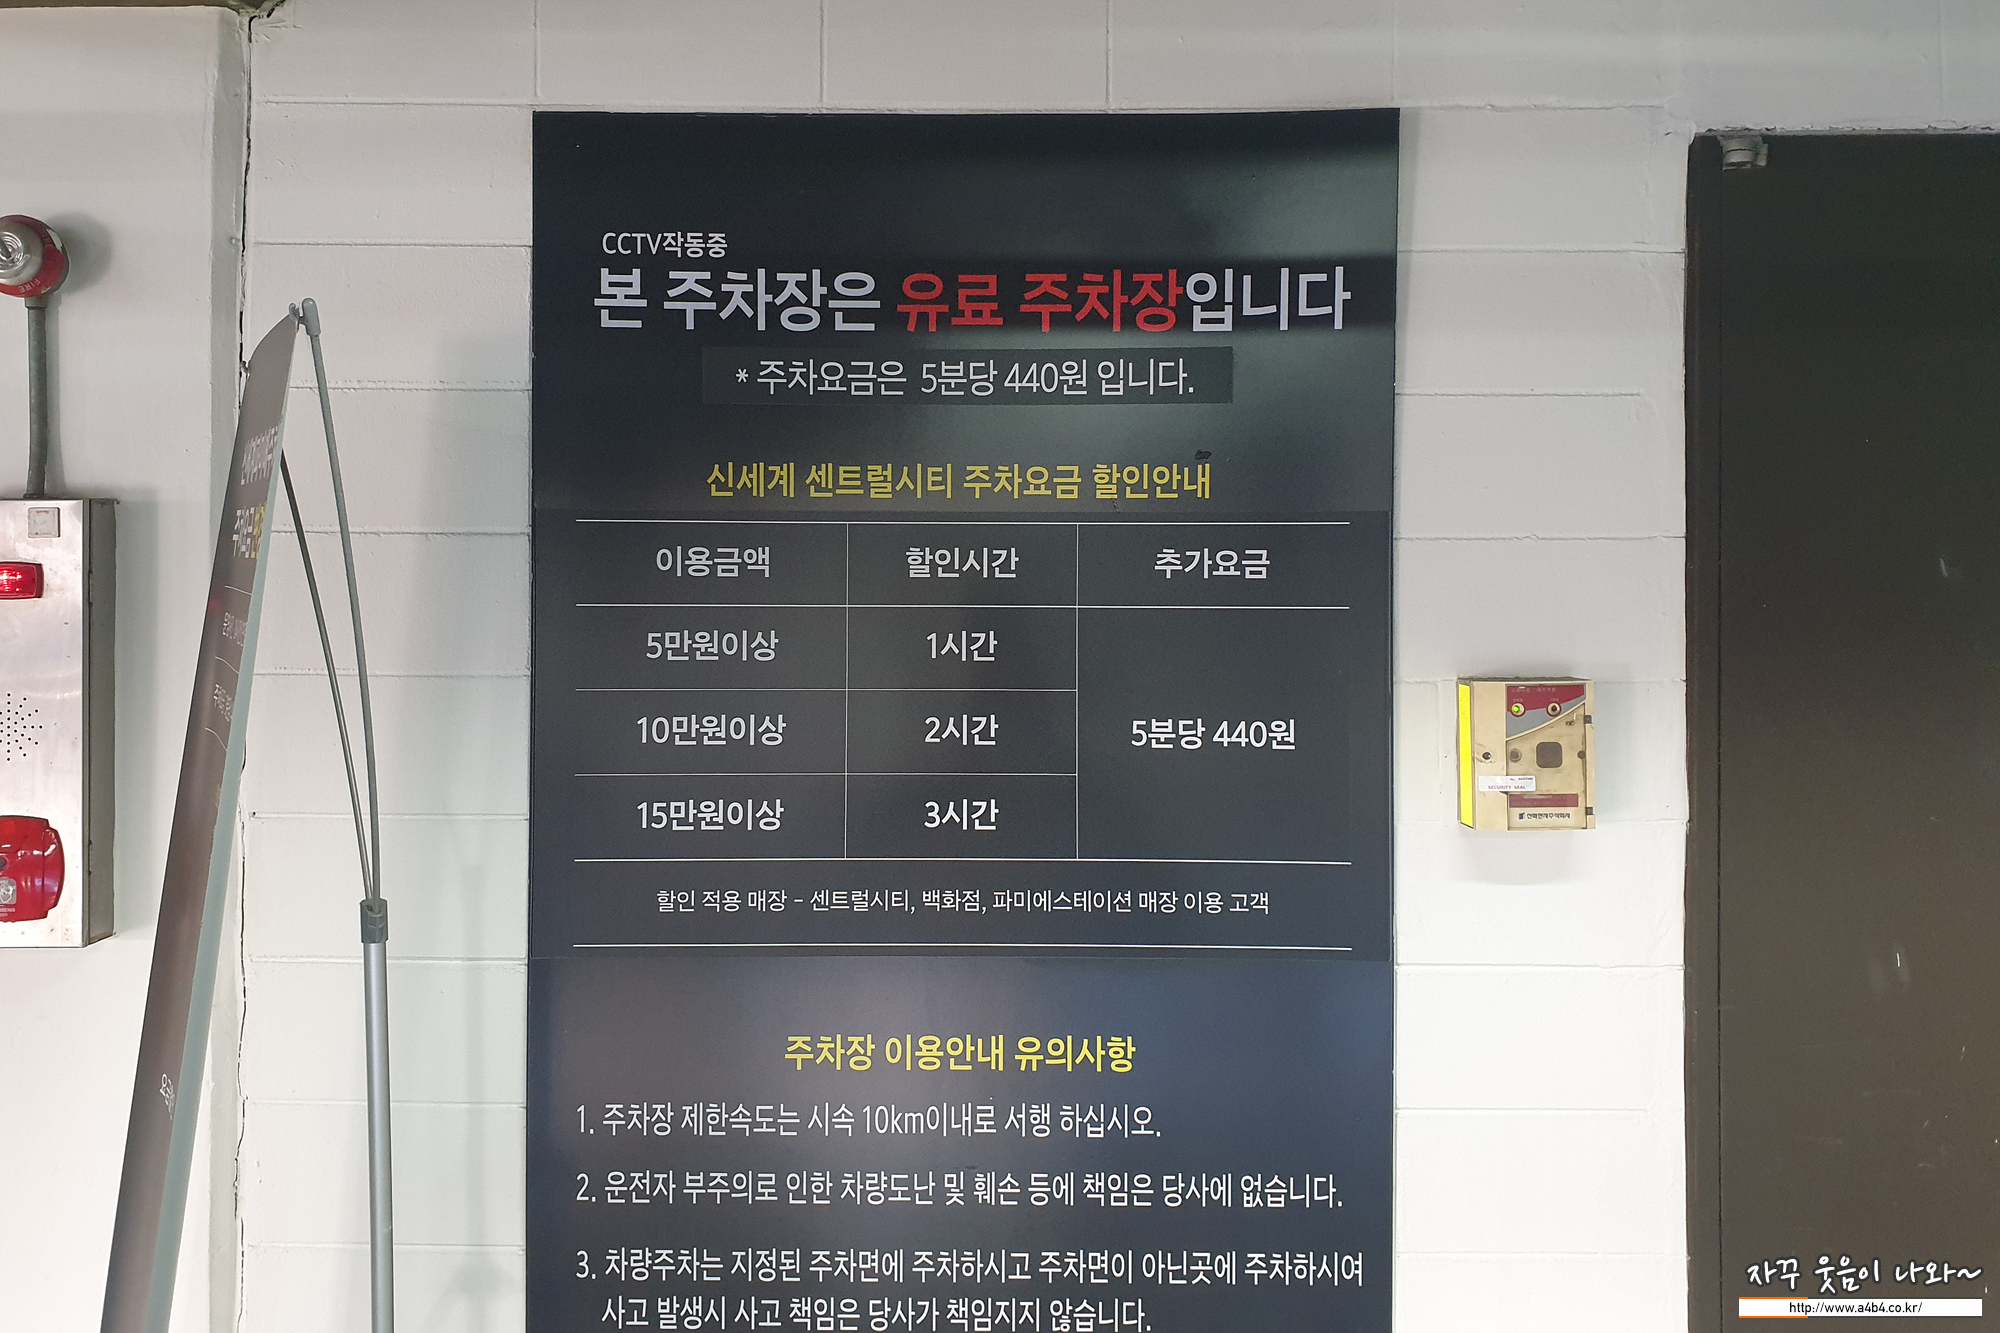 CCTV작동중
본 주차장은 유료 주차장입니다
* 주차요금은 5분당 440원 입니다.
신세계 센트럴시티 주차요금 할인안내
이용금액 할인시간 추가요금
5만원이상 1시간
10만원이상 2시간 5분당 440원
15만원이상 3시간
할인 적용 매장 - 센트럴시티, 백화점, 파미에스테이션 매장 이용 고객
주차장 이용안내 유의사항
1. 주차장 제한속도는 시속 10km이내로 서행 하십시오.
2. 운전자 부주의로 인한 차량도난 및 훼손 등에 책임은 당사에 없습니다.
3. 차량주차는 지정된 주차면에 주차하시고 주차면이 아닌곳에 주차하시여
사고 발생시 사고 책임은 당사가 책임지지 않습니다.
FIRE
SECURITY SEAL
자꾸 웃음이 나와~
http://www.a4b4.co.kr/